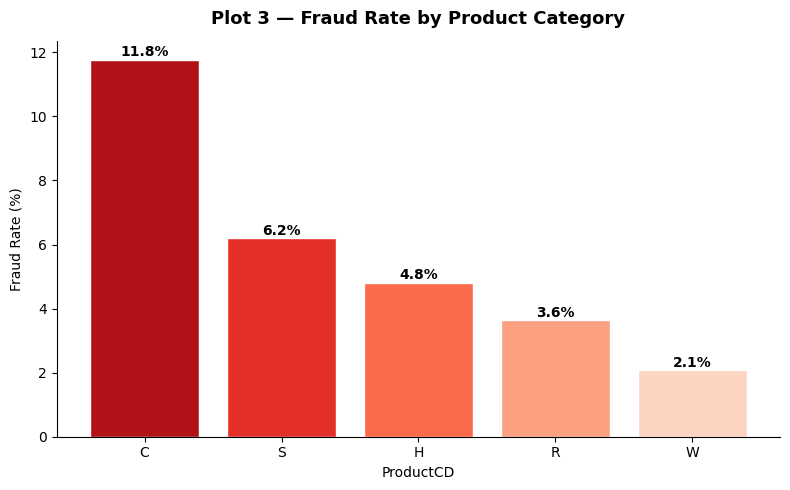 Plot 3 — Fraud Rate by Product Category
Fraud Rate (%)
12
10
8
6
4
2
0
11.8%
6.2%
4.8%
3.6%
2.1%
C
S
H
R
W
ProductCD